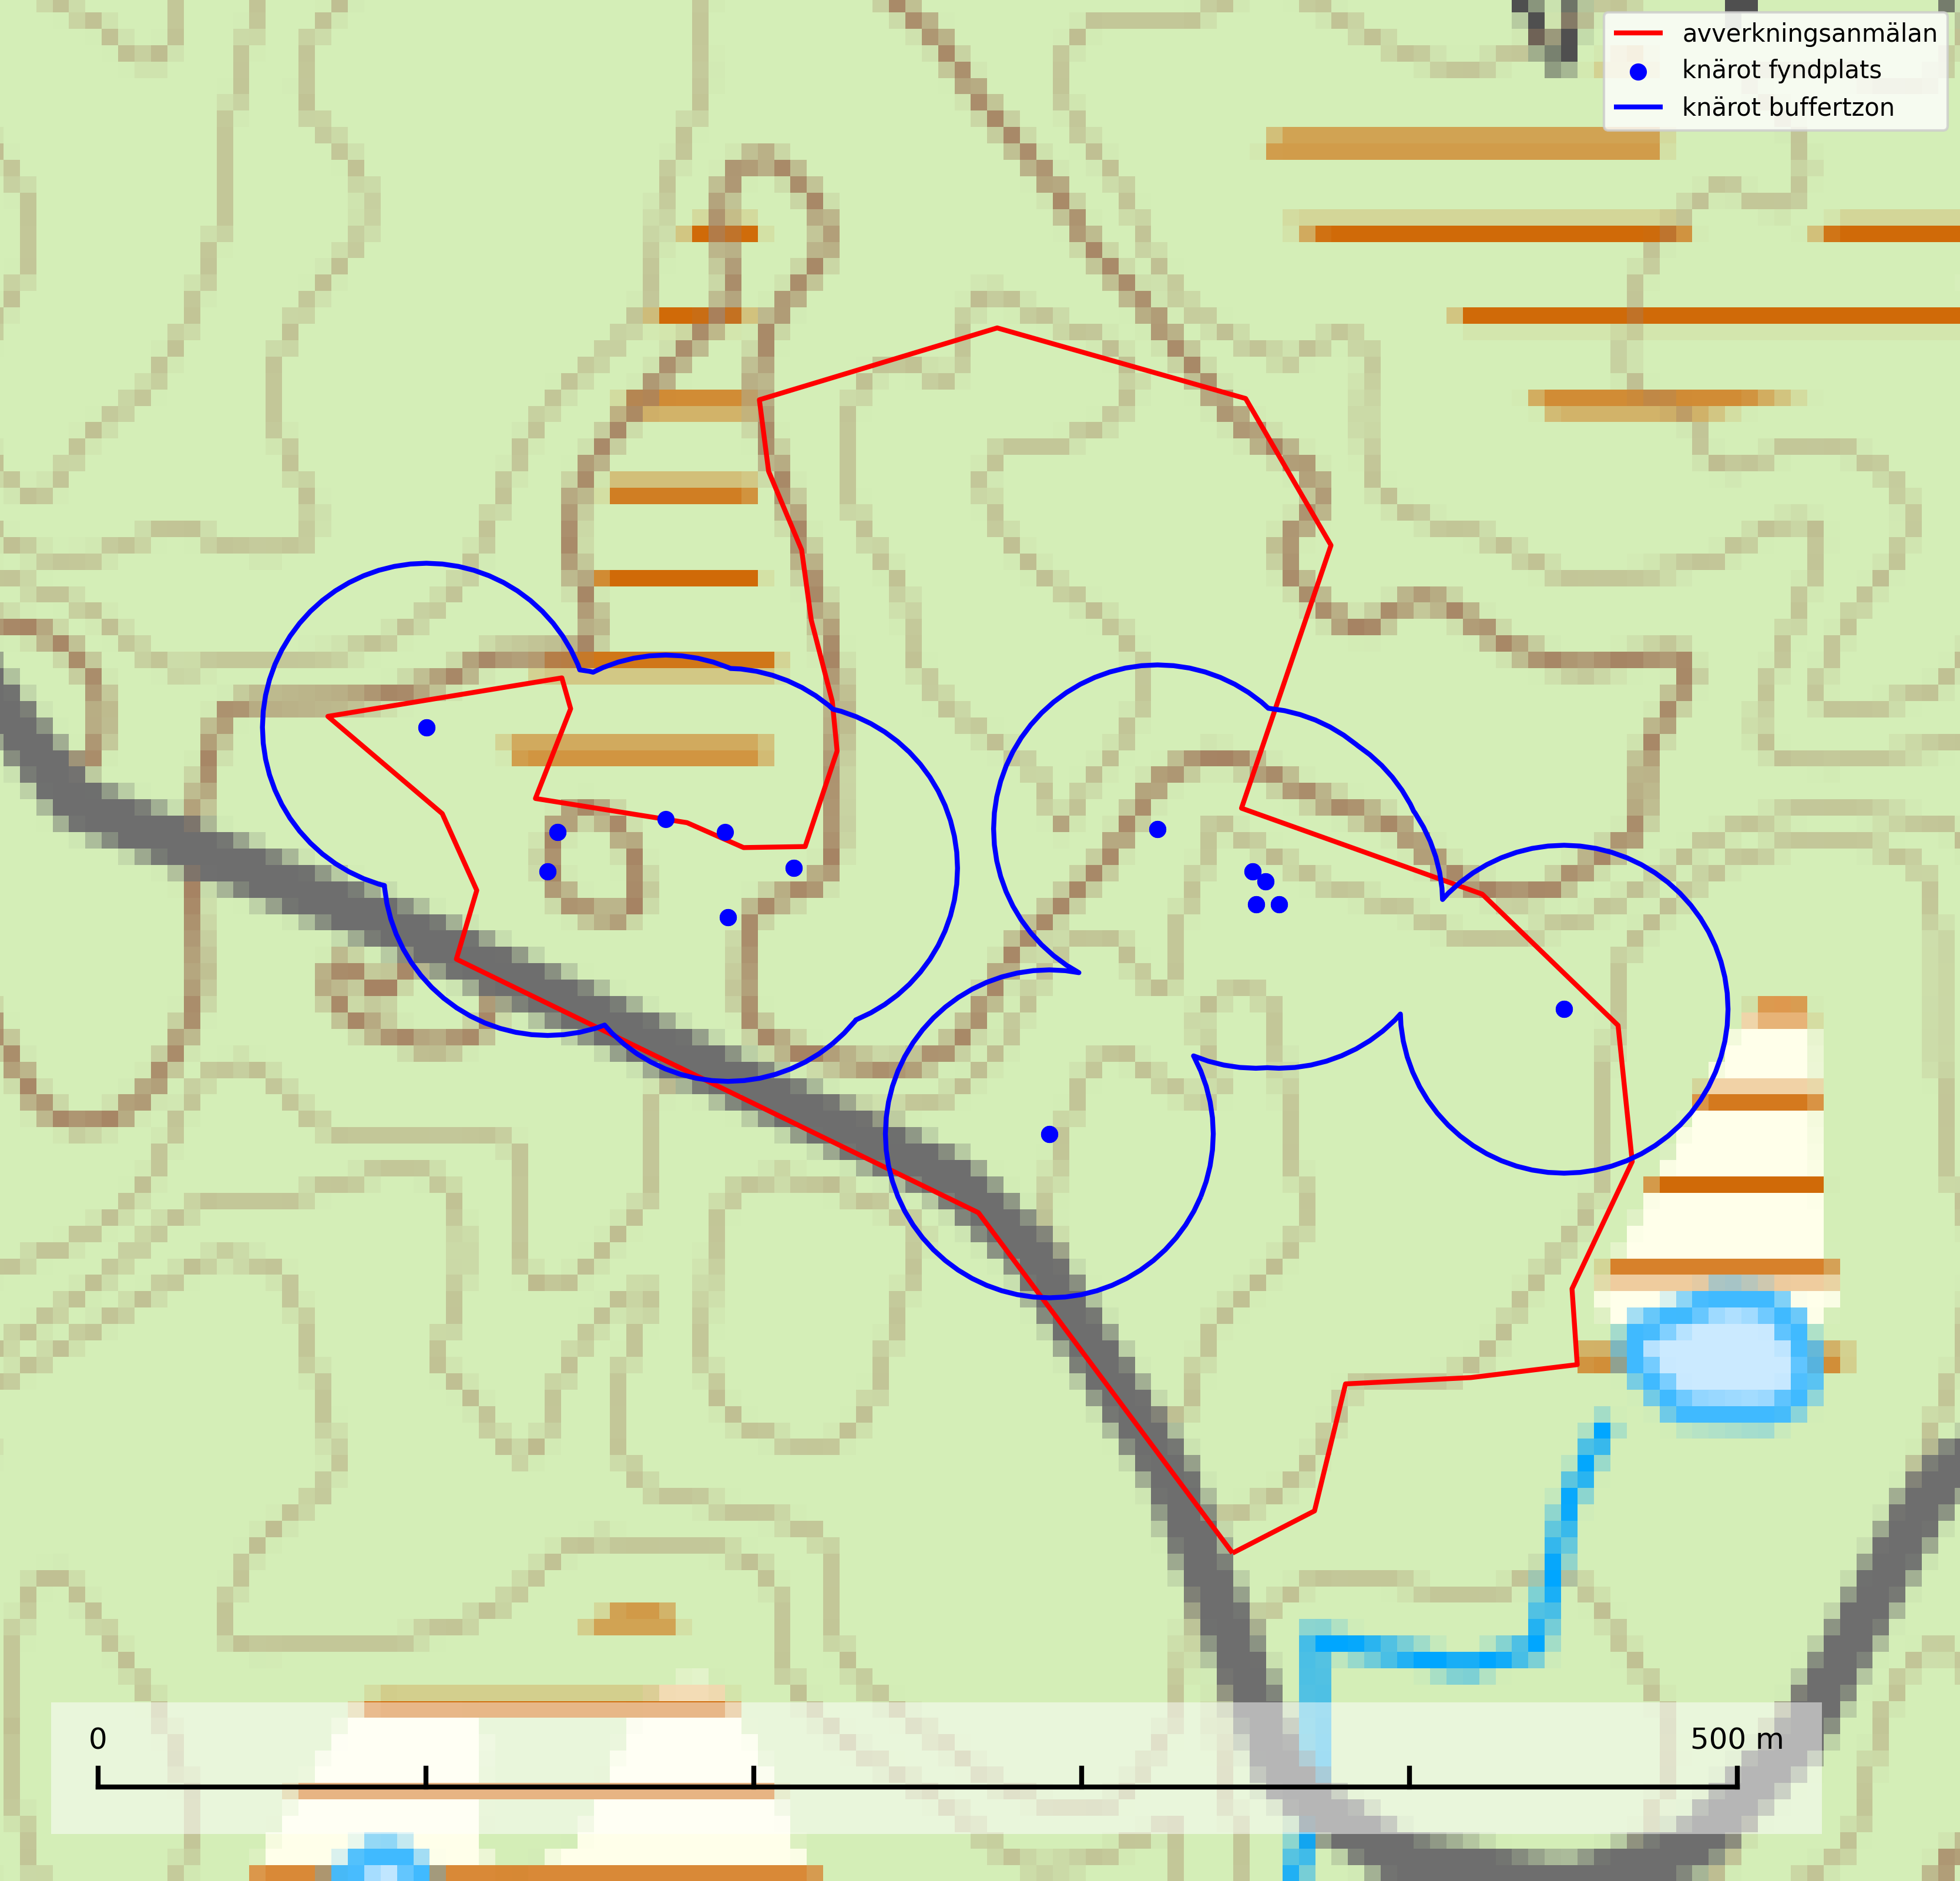 avverkningsanmälan
knärot fyndplats
knärot buffertzon
0
500 m